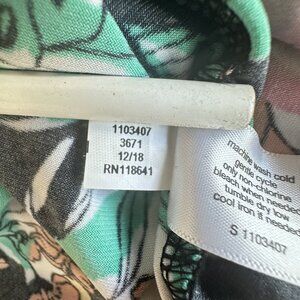 1103407
3671
12/18
RN118641
machine wash cold
gentle cycle
only non-chlorine
bleach when needed
tumble dry low
cool iron if needed
S 1103407